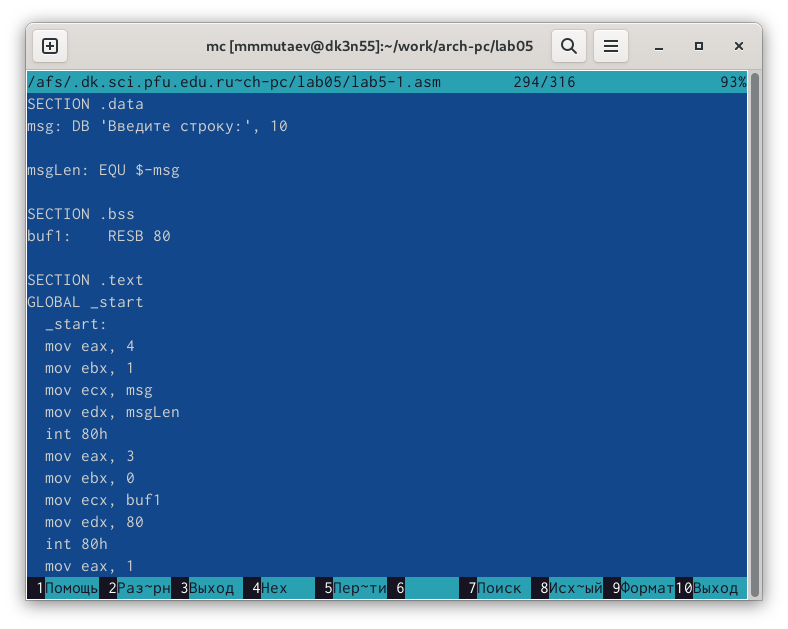 mc [mmmutaev@dk3n55]:~/work/arch-pc/lab05
/afs/.dk.sci.pfu.edu.ru~ch-pc/lab05/lab5-1.asm 294/316 93%
SECTION .data
msg: DB 'Введите строку:', 10
msgLen: EQU $-msg
SECTION .bss
buf1: RESB 80
SECTION .text
GLOBAL _start
_start:
mov eax, 4
mov ebx, 1
mov ecx, msg
mov edx, msgLen
int 80h
mov eax, 3
mov ebx, 0
mov ecx, buf1
mov edx, 80
int 80h
mov eax, 1
1Помощь 2Раз~рн 3Выход 4Hex 5Пер~ти 6 7Поиск 8Исх~ый 9Формат 10Выход